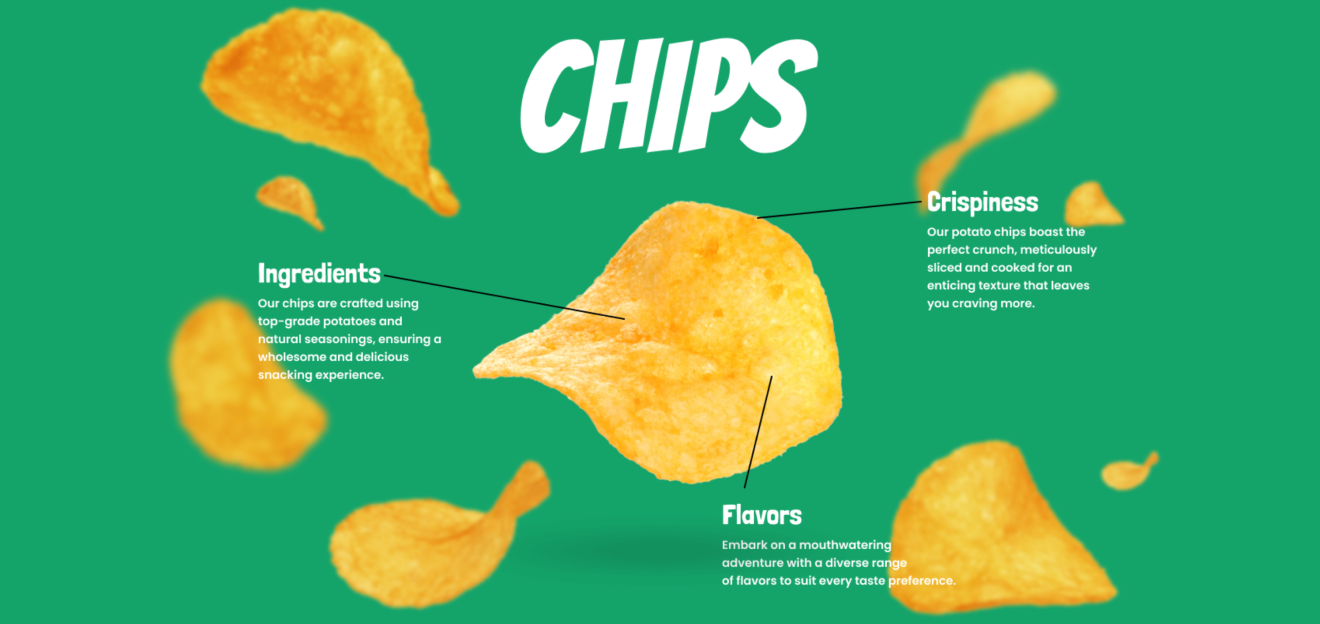 CHIPS
Crispiness
Our potato chips boast the
perfect crunch, meticulously
sliced and cooked for an
enticing texture that leaves
you craving more.
Ingredients
Our chips are crafted using
top-grade potatoes and
natural seasonings, ensuring a
wholesome and delicious
snacking experience.
Flavors
Embark on a mouthwatering
adventure with a diverse range
of flavors to suit every taste preference.